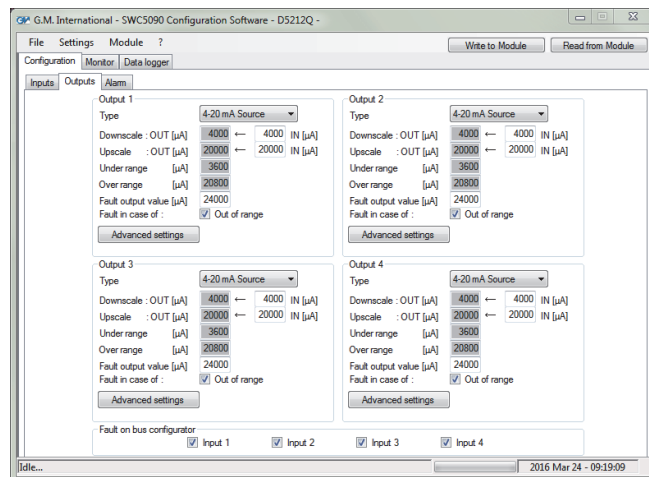 G.M. International - SWC5090 Configuration Software - D5212Q -
File Settings Module ? Write to Module Read from Module
Configuration Monitor Data logger
Inputs Outputs Alarm
Output 1
Type 4-20 mA Source
Downscale : OUT [µA] 4000 ← 4000 IN [µA]
Upscale : OUT [µA] 20000 ← 20000 IN [µA]
Under range [µA] 3600
Over range [µA] 20800
Fault output value [µA] 24000
Fault in case of : Out of range
Advanced settings
Output 2
Type 4-20 mA Source
Downscale : OUT [µA] 4000 ← 4000 IN [µA]
Upscale : OUT [µA] 20000 ← 20000 IN [µA]
Under range [µA] 3600
Over range [µA] 20800
Fault output value [µA] 24000
Fault in case of : Out of range
Advanced settings
Output 3
Type 4-20 mA Source
Downscale : OUT [µA] 4000 ← 4000 IN [µA]
Upscale : OUT [µA] 20000 ← 20000 IN [µA]
Under range [µA] 3600
Over range [µA] 20800
Fault output value [µA] 24000
Fault in case of : Out of range
Advanced settings
Output 4
Type 4-20 mA Source
Downscale : OUT [µA] 4000 ← 4000 IN [µA]
Upscale : OUT [µA] 20000 ← 20000 IN [µA]
Under range [µA] 3600
Over range [µA] 20800
Fault output value [µA] 24000
Fault in case of : Out of range
Advanced settings
Fault on bus configurator
Input 1 Input 2 Input 3 Input 4
Idle... 2016 Mar 24 - 09:19:09